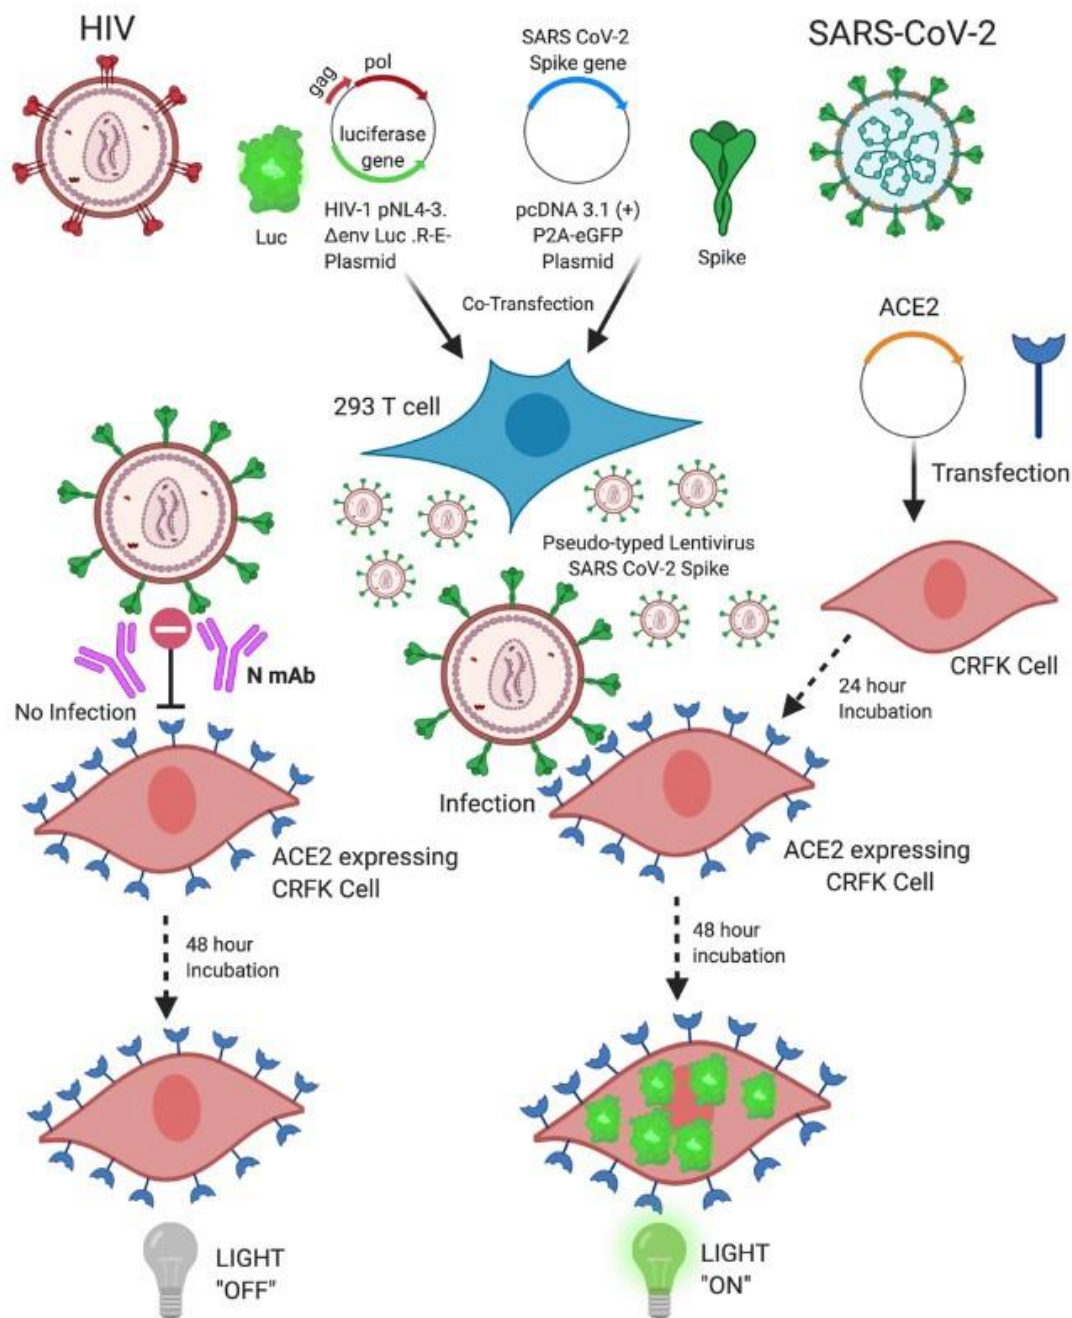 HIV
SARS-CoV-2
gag
pol
luciferase
gene
SARS CoV-2
Spike gene
Luc
HIV-1 pNL4-3.
Δenv Luc .R-E-
Plasmid
pcDNA 3.1 (+)
P2A-eGFP
Plasmid
Spike
Co-Transfection
ACE2
293 T cell
Transfection
Pseudo-typed Lentivirus
SARS CoV-2 Spike
CRFK Cell
N mAb
No Infection
24 hour
Incubation
Infection
ACE2 expressing
CRFK Cell
ACE2 expressing
CRFK Cell
48 hour
Incubation
48 hour
incubation
LIGHT
"OFF"
LIGHT
"ON"